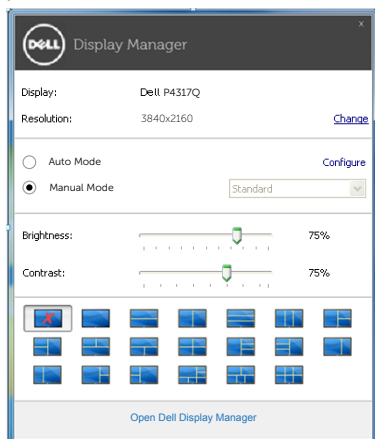 DELL Display Manager x
Display: Dell P4317Q
Resolution: 3840x2160 Change
Auto Mode Configure
Manual Mode Standard
Brightness: 75%
Contrast: 75%
Open Dell Display Manager